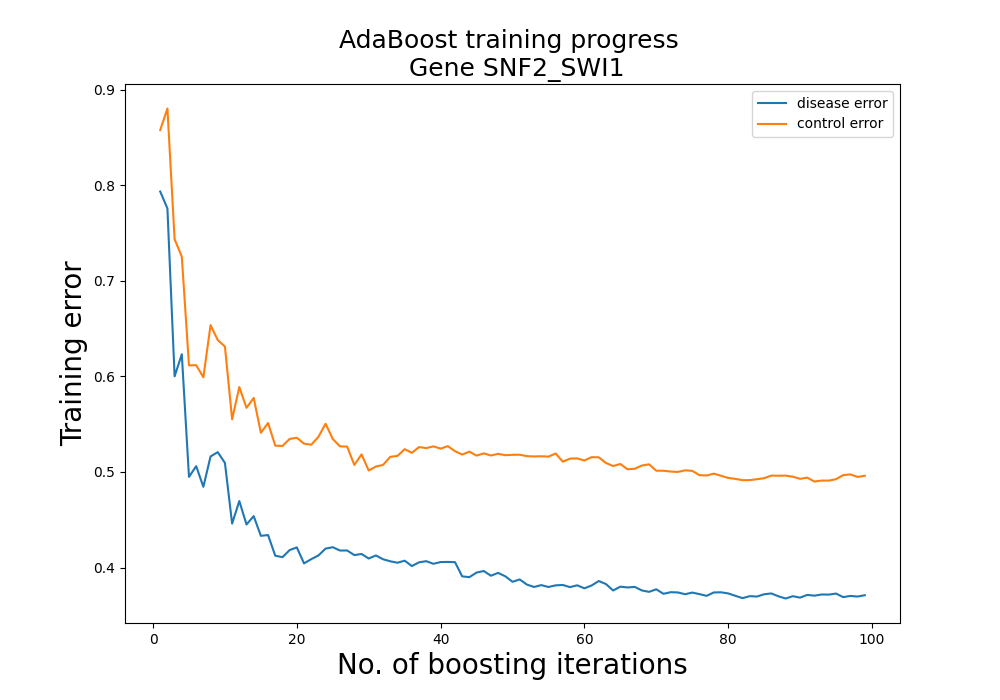 AdaBoost training progress
Gene SNF2_SWI1
disease error
control error
Training error
0.9
0.8
0.7
0.6
0.5
0.4
0
20
40
60
80
100
No. of boosting iterations